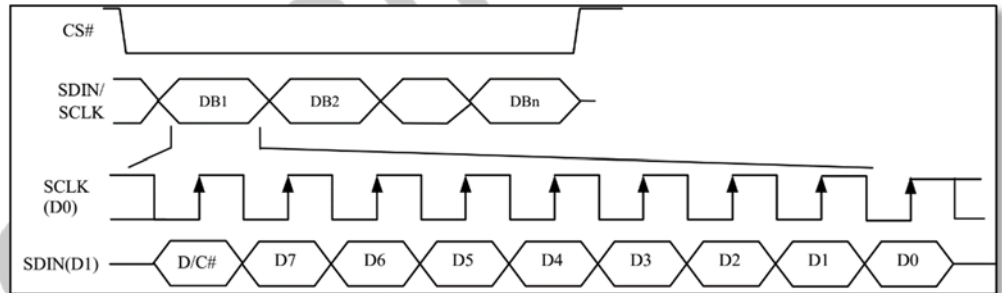 CS#
SDIN/
SCLK
DB1 DB2 DBn
SCLK
(D0)
SDIN(D1) D/C# D7 D6 D5 D4 D3 D2 D1 D0